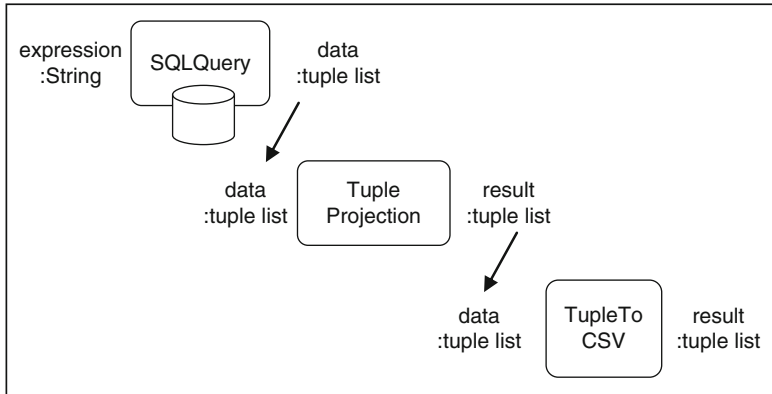 expression
:String
SQLQuery
data
:tuple list
data
:tuple list
Tuple
Projection
result
:tuple list
data
:tuple list
TupleTo
CSV
result
:tuple list